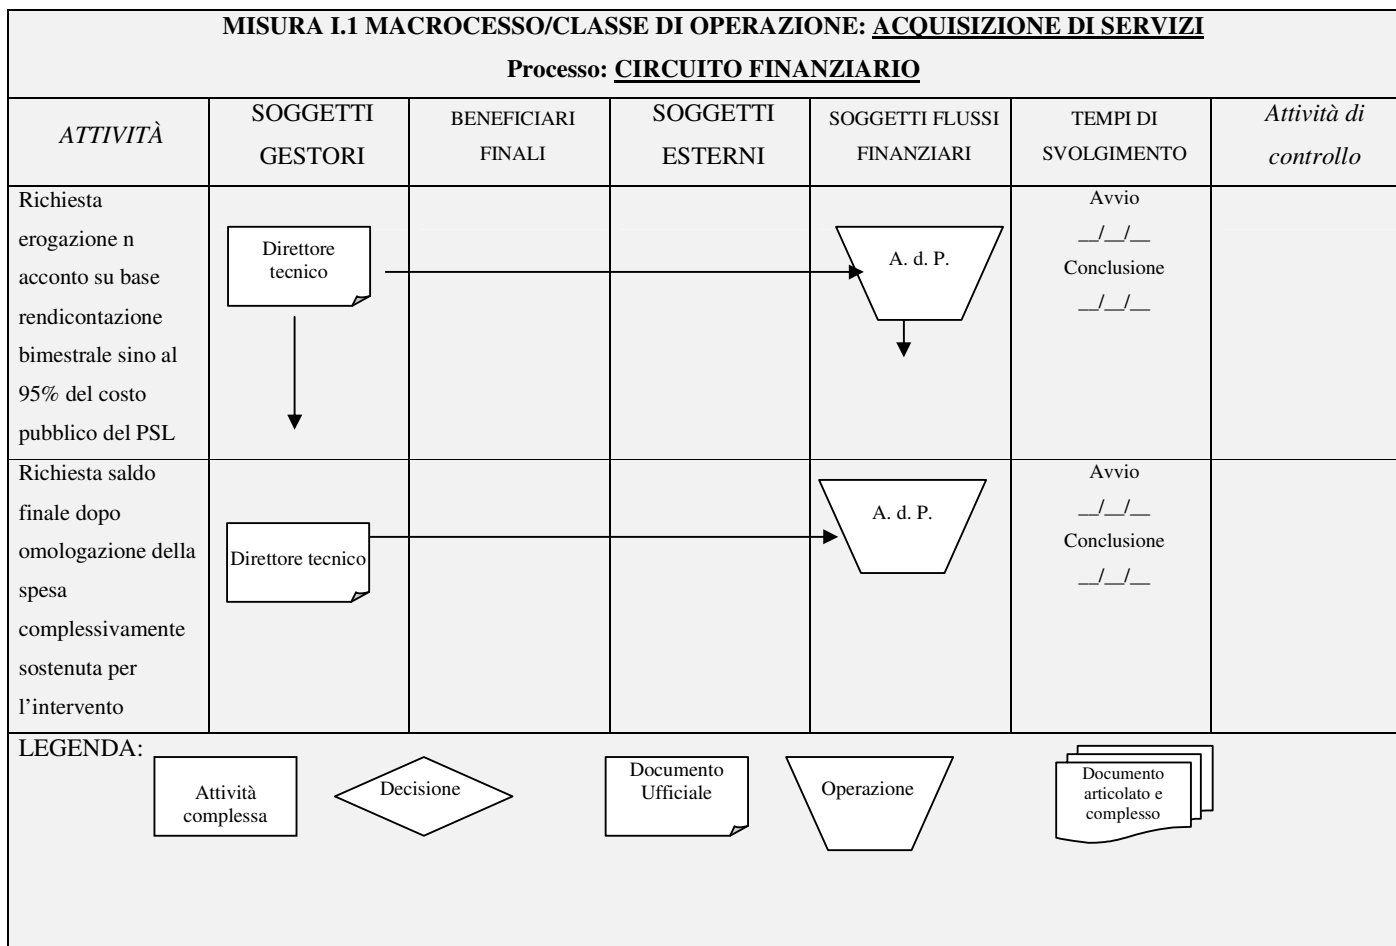 MISURA I.1 MACROCESSO/CLASSE DI OPERAZIONE: ACQUISIZIONE DI SERVIZI
Processo: CIRCUITO FINANZIARIO
ATTIVITÀ
SOGGETTI
GESTORI
BENEFICIARI
FINALI
SOGGETTI
ESTERNI
SOGGETTI FLUSSI
FINANZIARI
TEMPI DI
SVOLGIMENTO
Attività di
controllo
Richiesta
erogazione n
acconto su base
rendicontazione
bimestrale sino al
95% del costo
pubblico del PSL
Direttore
tecnico
A. d. P.
Avvio
__/__/__
Conclusione
__/__/__
Richiesta saldo
finale dopo
omologazione della
spesa
complessivamente
sostenuta per
l’intervento
Direttore tecnico
A. d. P.
Avvio
__/__/__
Conclusione
__/__/__
LEGENDA:
Attività
complessa
Decisione
Documento
Ufficiale
Operazione
Documento
articolato e
complesso